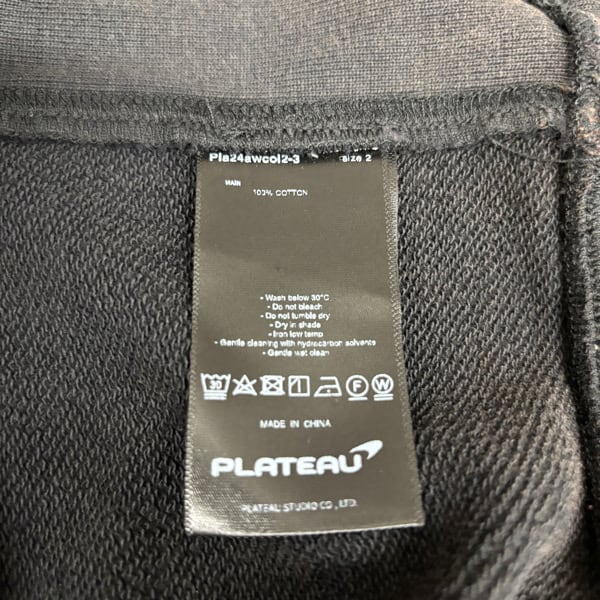 Pla24awcol2-3
Size 2
MAIN
100% COTTON
- Wash below 30°C
- Do not bleach
- Do not tumble dry
- Dry in shade
- Iron low temp
- Gentle cleaning with hydrocarbon solvents
- Gentle wet clean
30
F
W
MADE IN CHINA
PLATEAU
PLATEAU STUDIO CO., LTD.